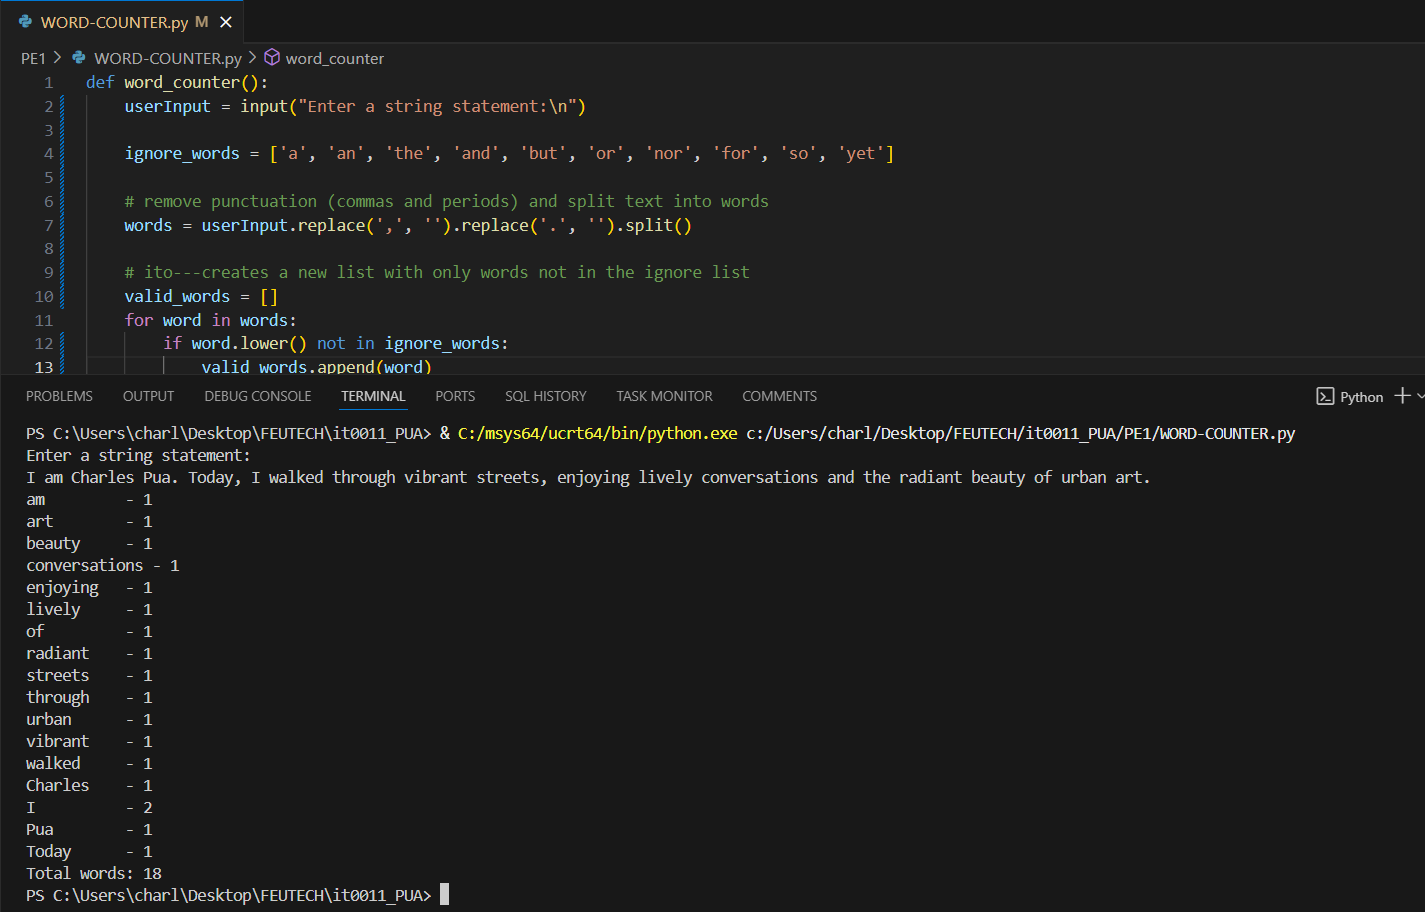 WORD-COUNTER.py M
PE1 > WORD-COUNTER.py > word_counter
1 def word_counter():
2 userInput = input("Enter a string statement:\n")
3
4 ignore_words = ['a', 'an', 'the', 'and', 'but', 'or', 'nor', 'for', 'so', 'yet']
5
6 # remove punctuation (commas and periods) and split text into words
7 words = userInput.replace(',', '').replace('.', '').split()
8
9 # ito---creates a new list with only words not in the ignore list
10 valid_words = []
11 for word in words:
12 if word.lower() not in ignore_words:
13 valid_words.append(word)
PROBLEMS OUTPUT DEBUG CONSOLE TERMINAL PORTS SQL HISTORY TASK MONITOR COMMENTS Python
PS C:\Users\charl\Desktop\FEUTECH\it0011_PUA> & C:/msys64/ucrt64/bin/python.exe c:/Users/charl/Desktop/FEUTECH/it0011_PUA/PE1/WORD-COUNTER.py
Enter a string statement:
I am Charles Pua. Today, I walked through vibrant streets, enjoying lively conversations and the radiant beauty of urban art.
am - 1
art - 1
beauty - 1
conversations - 1
enjoying - 1
lively - 1
of - 1
radiant - 1
streets - 1
through - 1
urban - 1
vibrant - 1
walked - 1
Charles - 1
I - 2
Pua - 1
Today - 1
Total words: 18
PS C:\Users\charl\Desktop\FEUTECH\it0011_PUA>